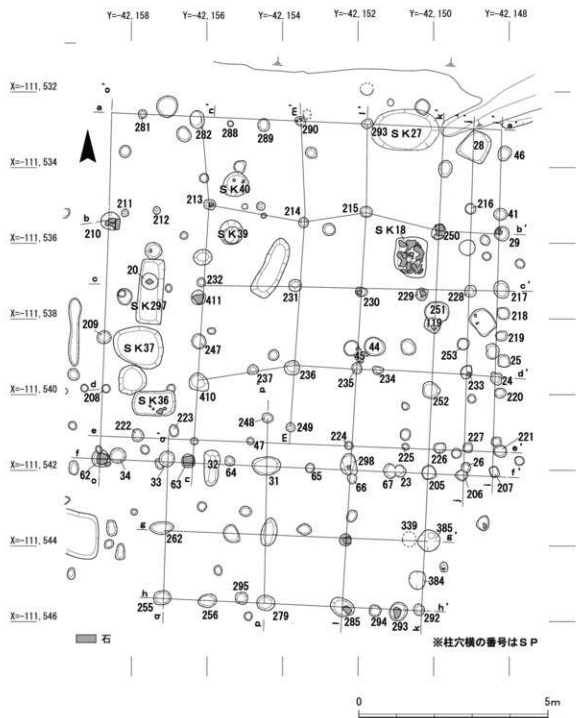 Y=-42,158 Y=-42,156 Y=-42,154 Y=-42,152 Y=-42,150 Y=-42,148
X=-111,532
o' n' m' l' k' j' i'
a 281 282 288 289 290 293 SK27 28 a'
46
X=-111,534
SK40
213 211 212 214 215 216 41
b 210 SK39 SK18 250 b' 29
X=-111,536
c 20 232 c'
SK297 411 231 230 229 228 217
251 218
X=-111,538
119
209 247 45 44 253 219
SK37 25
d 237 236 235 234 233 d' 24
X=-111,540
208 SK36 410 p' 252 220
223 248
222 q' 249
e 47 E 224 225 226 227 221 e'
f 298 26 f'
X=-111,542
62 34 33 63 32 64 31 65 66 67 23 205 206 207
o n j i
g 262 339 385 g'
X=-111,544
384
h 295 h'
255 256 279 285 294 293 292
X=-111,546
q p l k
石
※柱穴横の番号はSP
0 5m